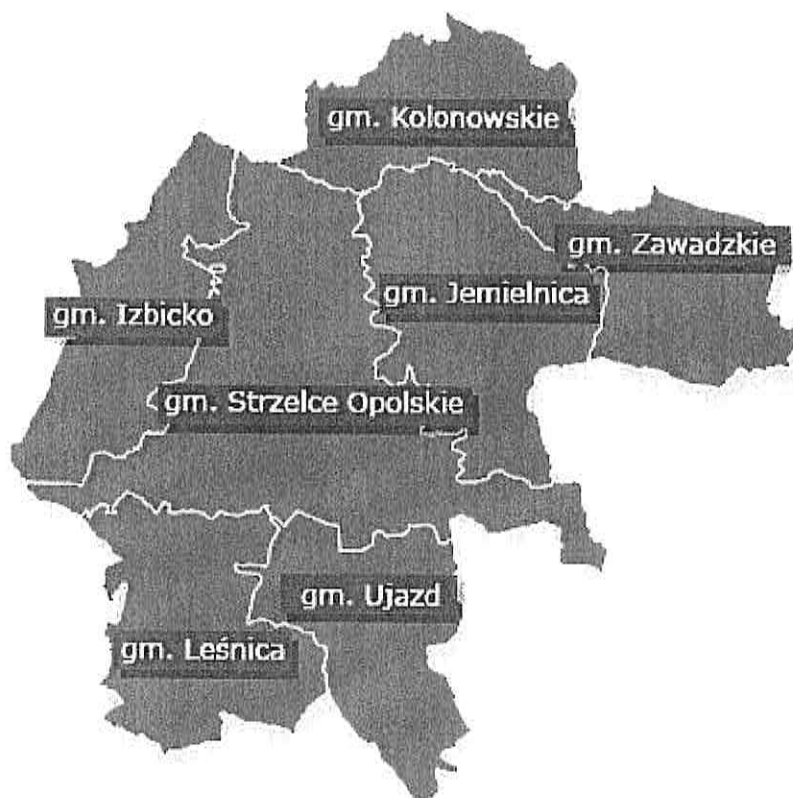 gm. Kolonowskie
gm. Zawadzkie
gm. Jemielnica
gm. Izbicko
gm. Strzelce Opolskie
gm. Ujazd
gm. Leśnica